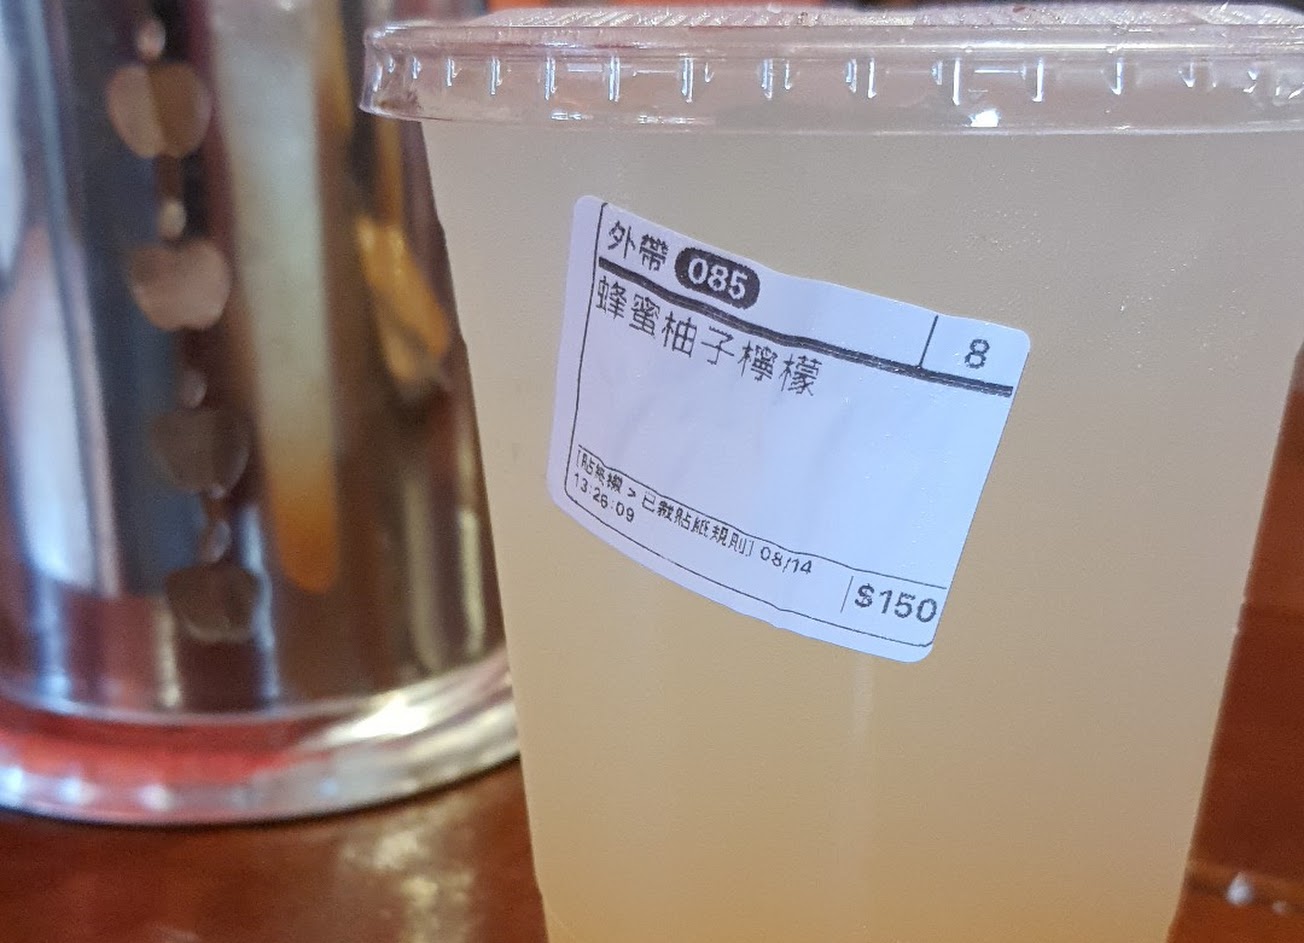 外帶 085 8
蜂蜜柚子檸檬
[貼紙機 > 已裁貼紙規則] 08/14
13:26:09
$150